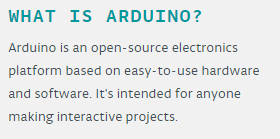 WHAT IS ARDUINO?
Arduino is an open-source electronics
platform based on easy-to-use hardware
and software. It's intended for anyone
making interactive projects.